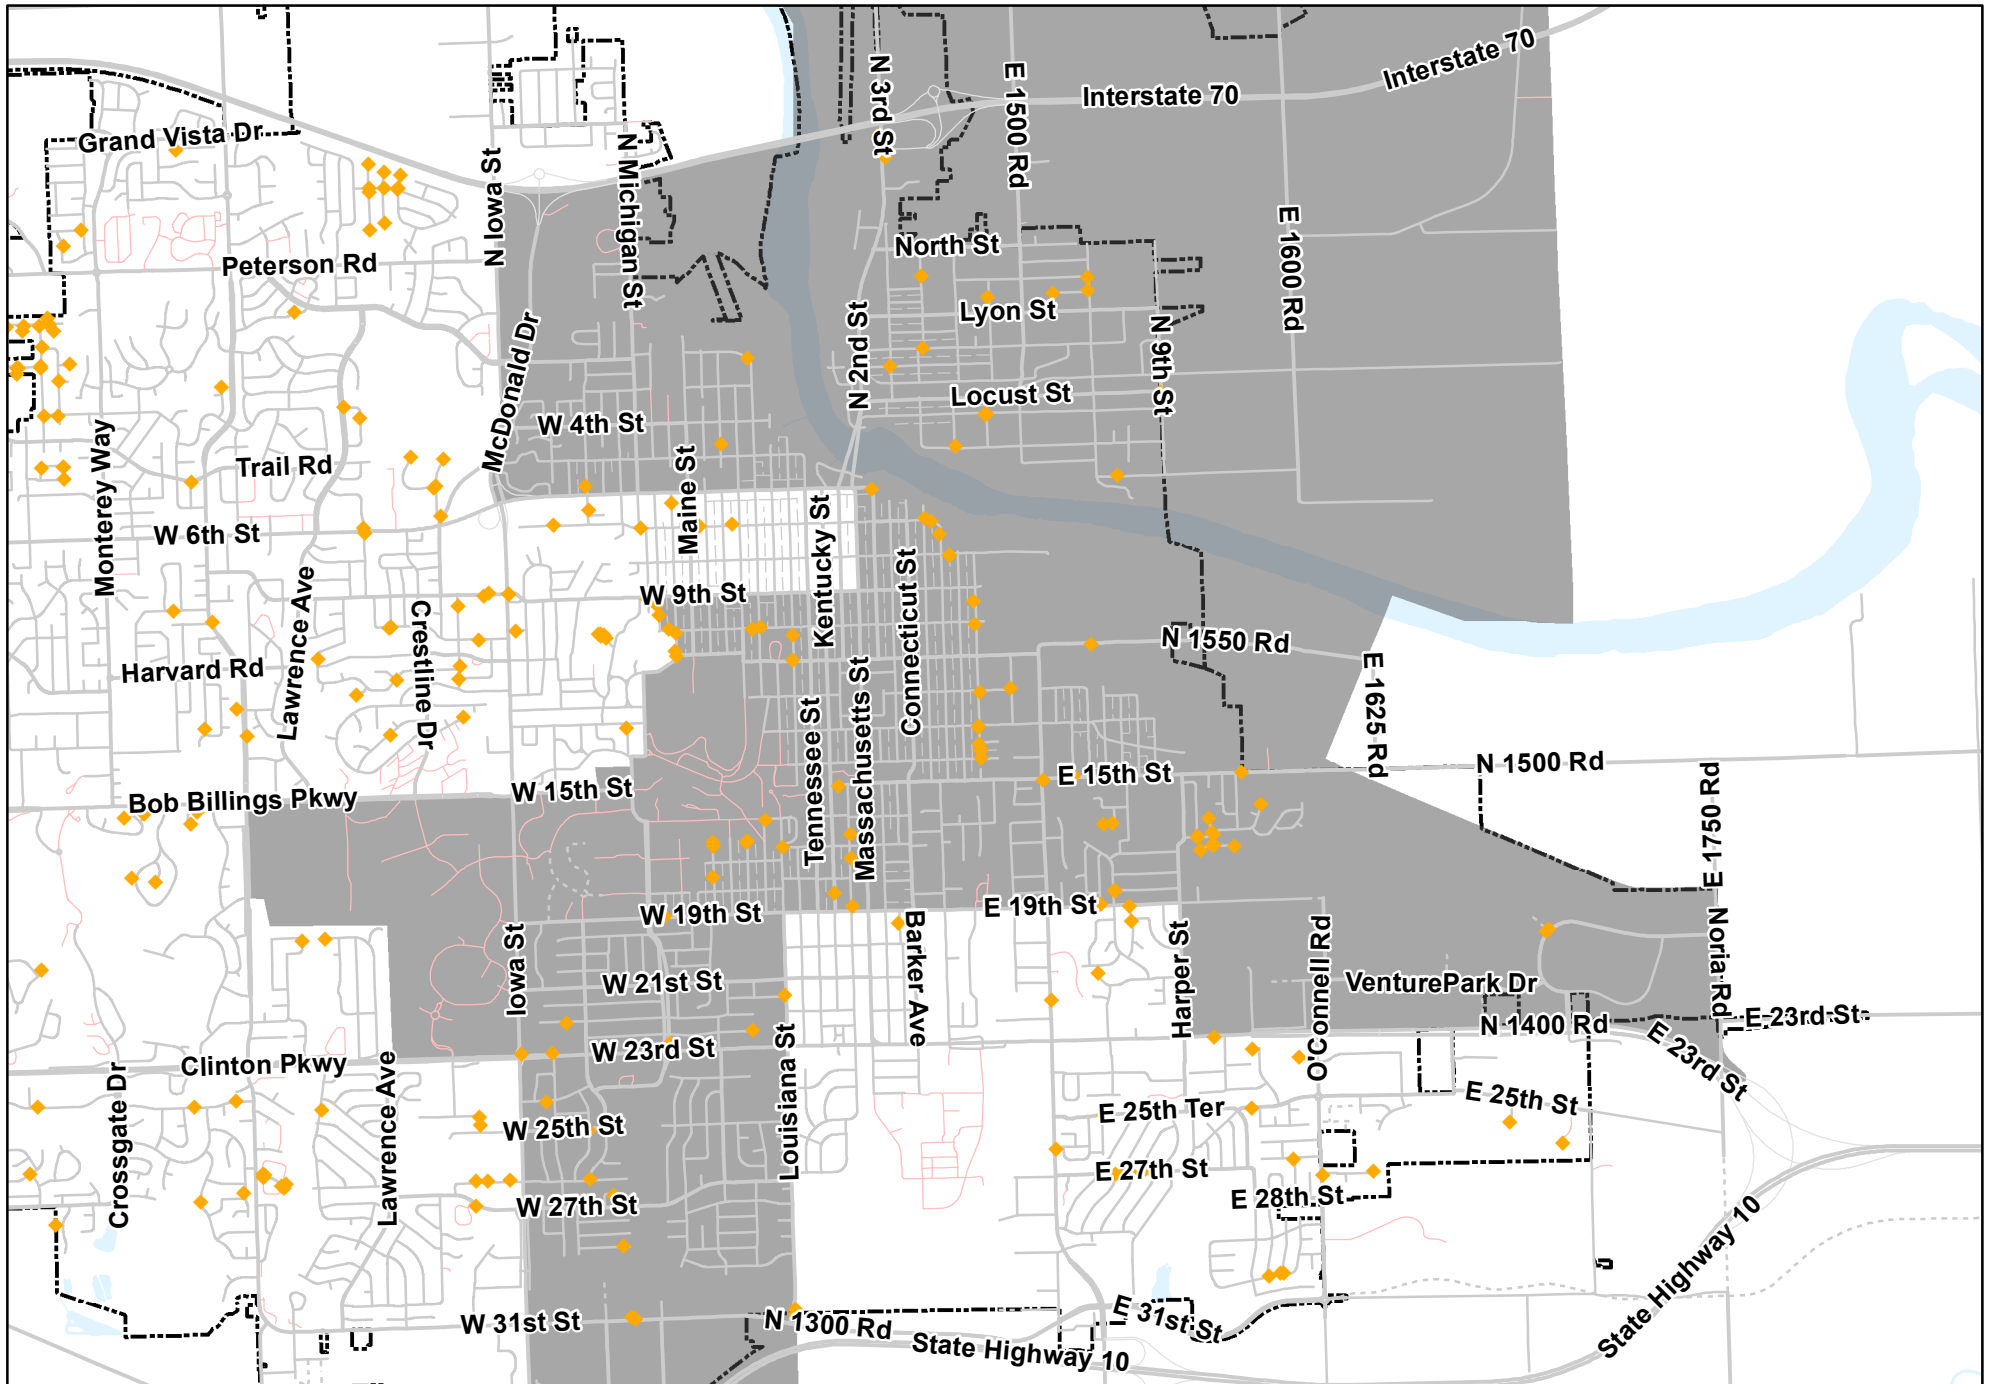 Interstate 70
Interstate 70
N 3rd St
E 1500 Rd
Grand Vista Dr
N Iowa St
N Michigan St
North St
E 1600 Rd
Peterson Rd
Lyon St
McDonald Dr
N 2nd St
N 9th St
Locust St
W 4th St
Monterey Way
Trail Rd
Maine St
W 6th St
Kentucky St
Connecticut St
Lawrence Ave
Crestline Dr
W 9th St
N 1550 Rd
Harvard Rd
E 1625 Rd
Tennessee St
Massachusetts St
W 15th St
E 15th St
N 1500 Rd
Bob Billings Pkwy
E 1750 Rd
W 19th St
E 19th St
Barker Ave
Harper St
O'Connell Rd
Noria Rd
Iowa St
W 21st St
VenturePark Dr
N 1400 Rd
E 23rd St
E 23rd St
W 23rd St
Louisiana St
Clinton Pkwy
Crossgate Dr
Lawrence Ave
W 25th St
E 25th Ter
E 25th St
E 27th St
E 28th St
W 27th St
W 31st St
N 1300 Rd
E 31st St
State Highway 10
State Highway 10